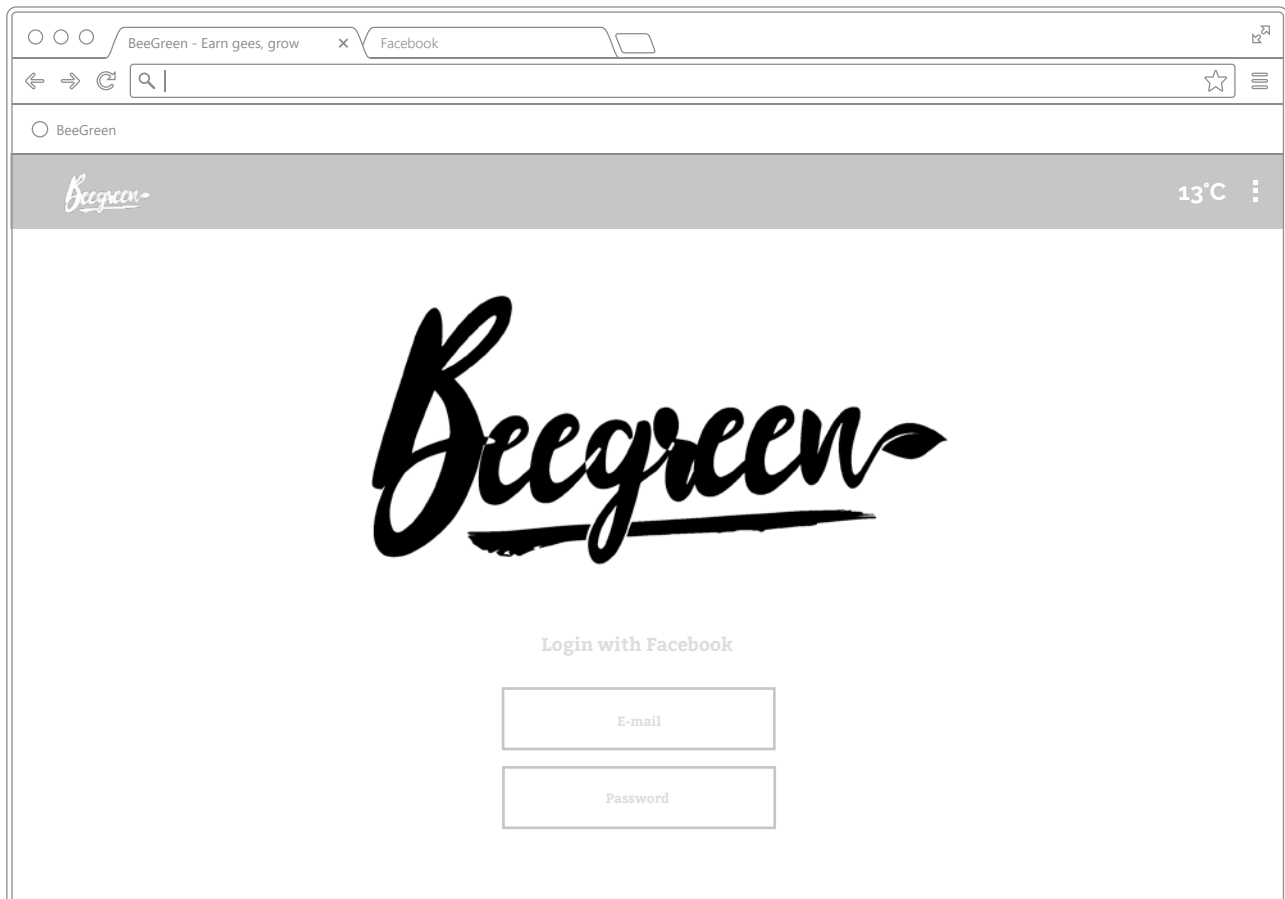 BeeGreen - Earn gees, grow
Facebook
BeeGreen
Beegreen
13°C
Beegreen
Login with Facebook
E-mail
Password